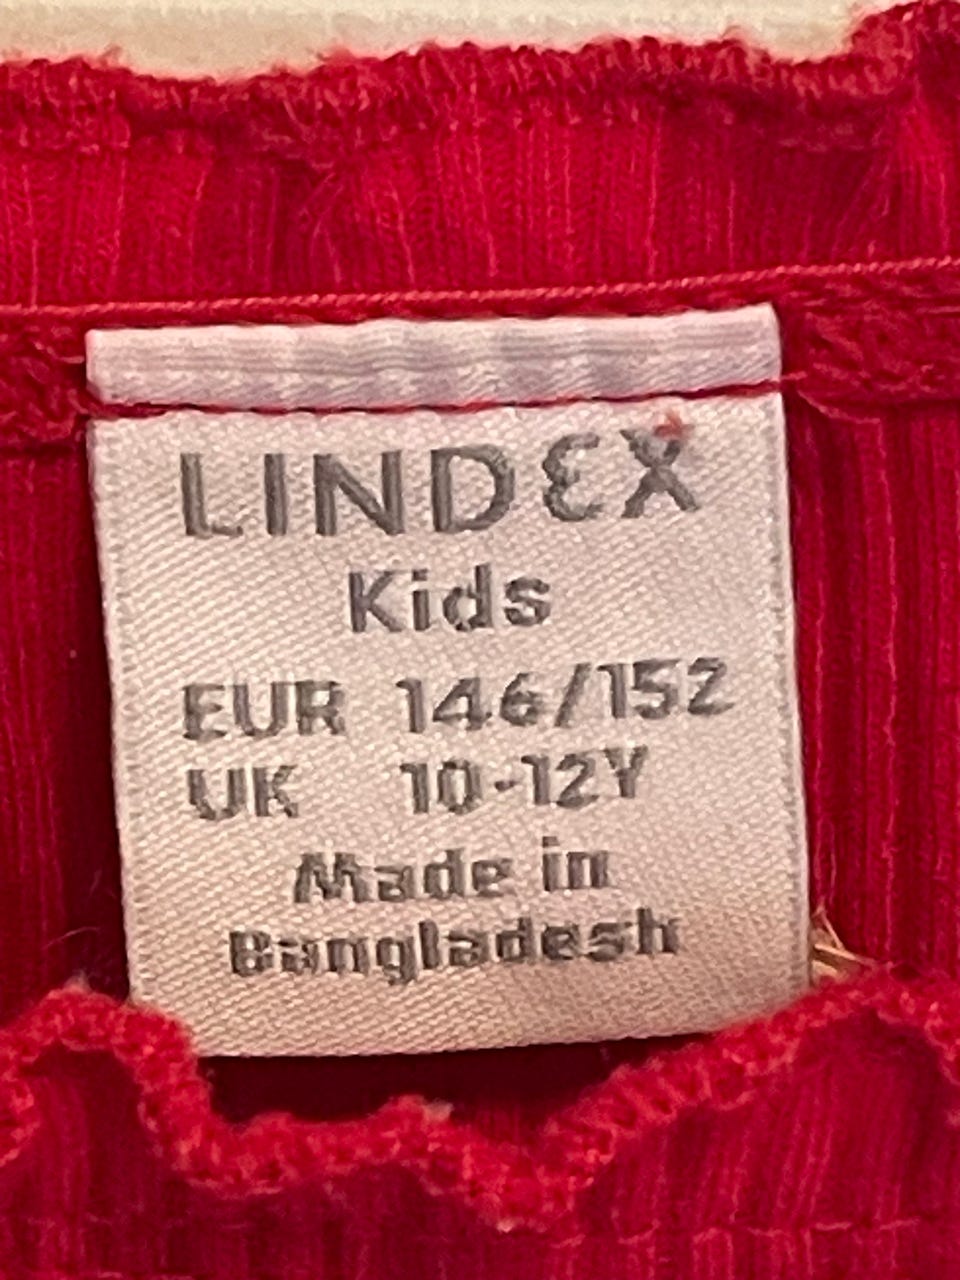 LINDEX
Kids
EUR 146/152
UK 10-12Y
Made in
Bangladesh